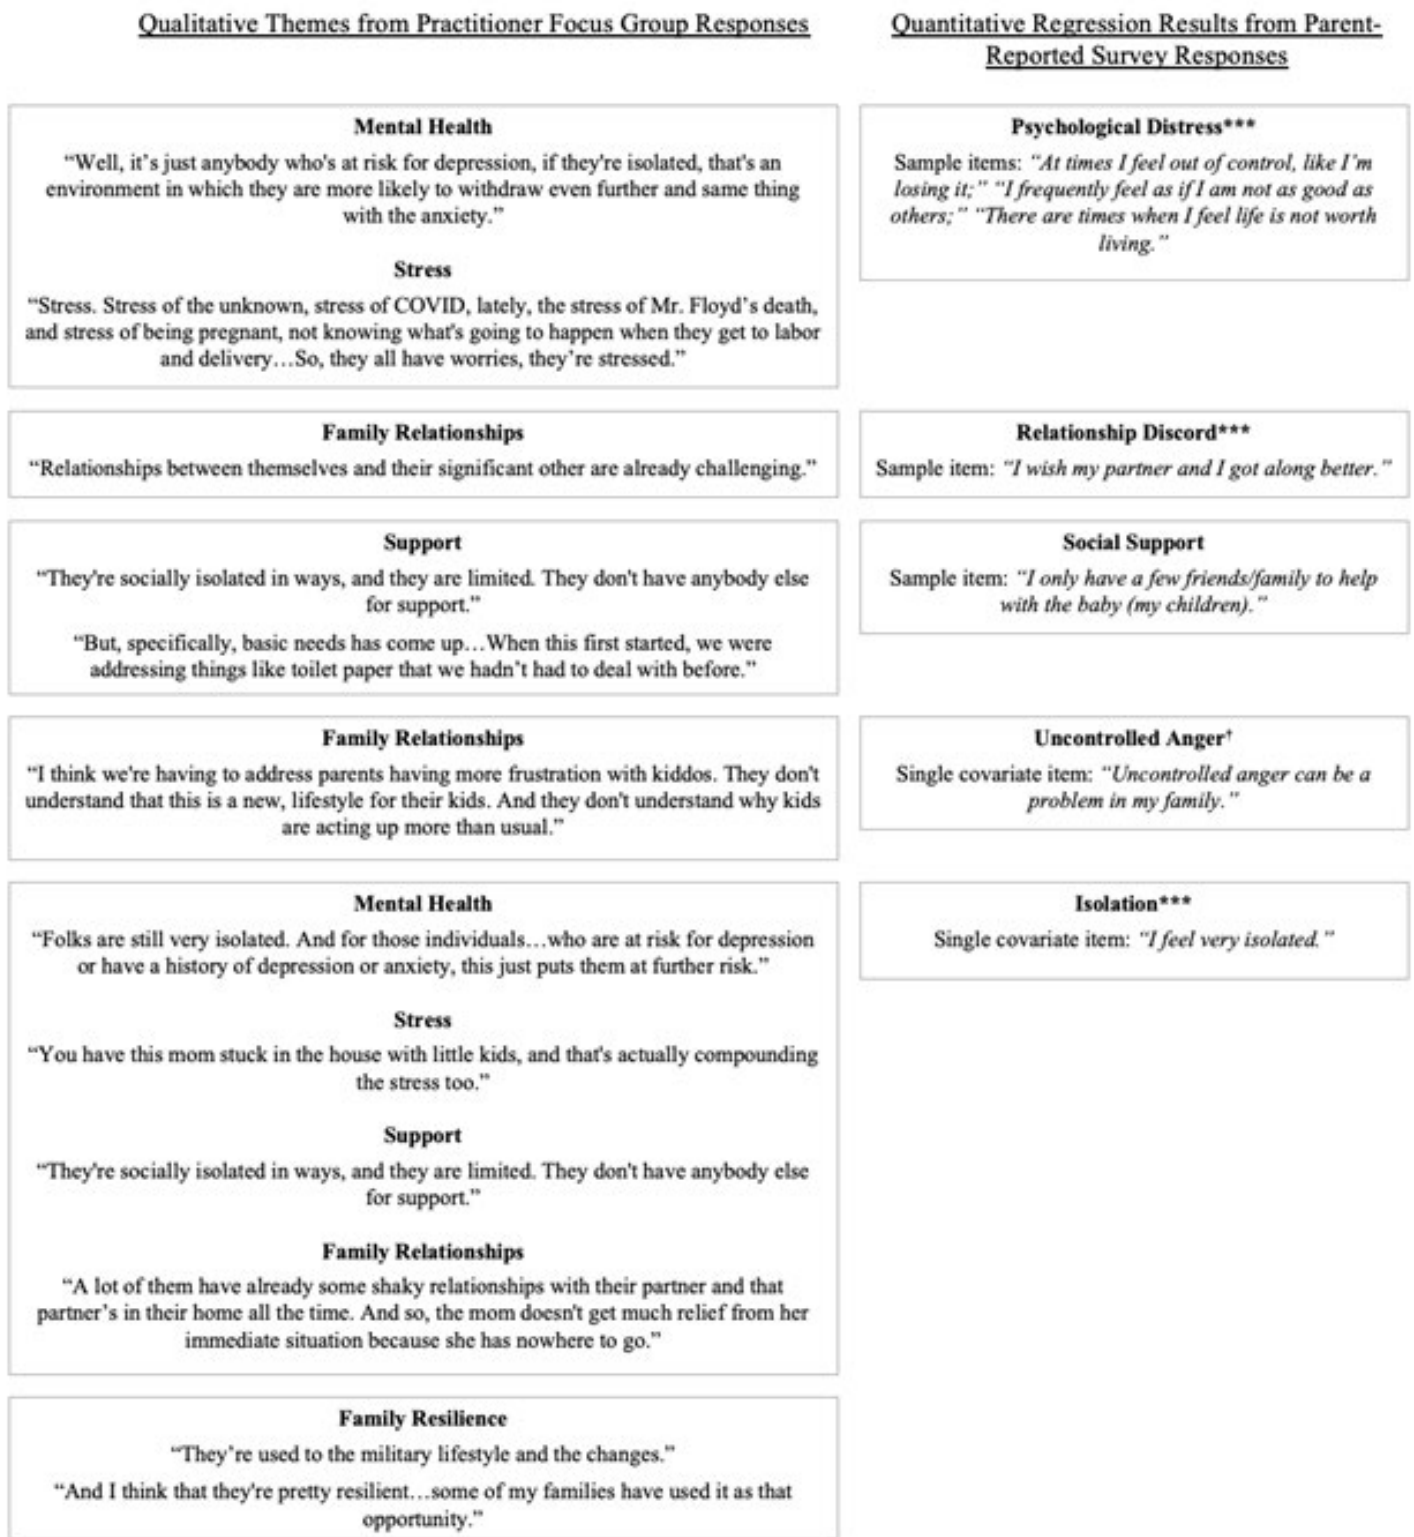 Qualitative Themes from Practitioner Focus Group Responses
Quantitative Regression Results from Parent-
Reported Survey Responses
Mental Health
“Well, it’s just anybody who's at risk for depression, if they're isolated, that's an
environment in which they are more likely to withdraw even further and same thing
with the anxiety.”
Stress
“Stress. Stress of the unknown, stress of COVID, lately, the stress of Mr. Floyd’s death,
and stress of being pregnant, not knowing what's going to happen when they get to labor
and delivery…So, they all have worries, they’re stressed.”
Psychological Distress***
Sample items: “At times I feel out of control, like I’m
losing it;” “I frequently feel as if I am not as good as
others;” “There are times when I feel life is not worth
living.”
Family Relationships
“Relationships between themselves and their significant other are already challenging.”
Relationship Discord***
Sample item: “I wish my partner and I got along better.”
Support
“They're socially isolated in ways, and they are limited. They don't have anybody else
for support.”
“But, specifically, basic needs has come up…When this first started, we were
addressing things like toilet paper that we hadn’t had to deal with before.”
Social Support
Sample item: “I only have a few friends/family to help
with the baby (my children).”
Family Relationships
“I think we're having to address parents having more frustration with kiddos. They don't
understand that this is a new, lifestyle for their kids. And they don't understand why kids
are acting up more than usual.”
Uncontrolled Anger†
Single covariate item: “Uncontrolled anger can be a
problem in my family.”
Mental Health
“Folks are still very isolated. And for those individuals…who are at risk for depression
or have a history of depression or anxiety, this just puts them at further risk.”
Stress
“You have this mom stuck in the house with little kids, and that's actually compounding
the stress too.”
Support
“They're socially isolated in ways, and they are limited. They don't have anybody else
for support.”
Family Relationships
“A lot of them have already some shaky relationships with their partner and that
partner’s in their home all the time. And so, the mom doesn't get much relief from her
immediate situation because she has nowhere to go.”
Isolation***
Single covariate item: “I feel very isolated.”
Family Resilience
“They’re used to the military lifestyle and the changes.”
“And I think that they're pretty resilient…some of my families have used it as that
opportunity.”